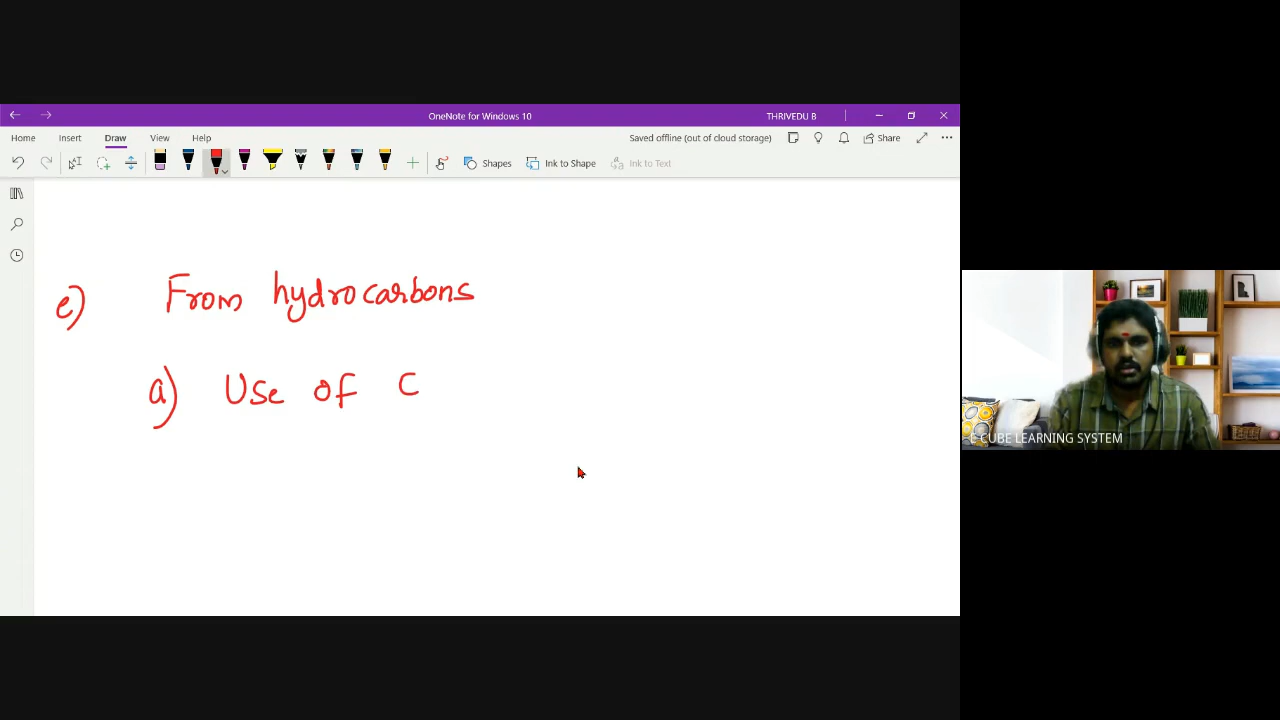 OneNote for Windows 10
THRIVEDU B
Home Insert Draw View Help
Saved offline (out of cloud storage)
Share
Shapes Ink to Shape Ink to Text
e) From hydrocarbons
a) Use of C
C CUBE LEARNING SYSTEM